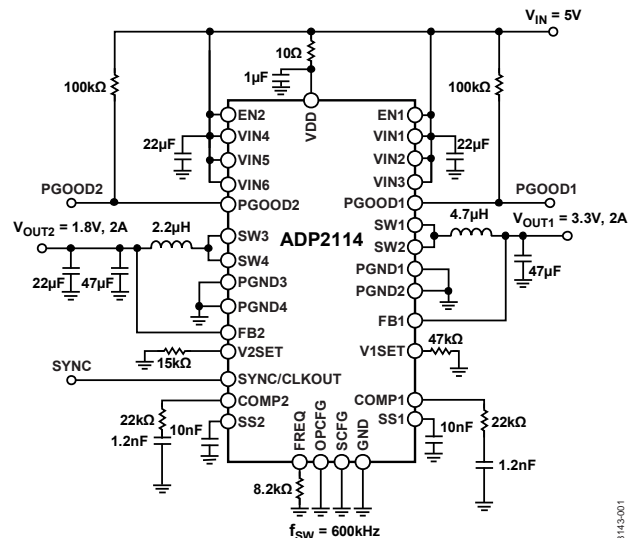 VIN = 5V
10Ω
100kΩ
1µF
100kΩ
VDD
EN2
EN1
VIN4
VIN1
22µF
22µF
VIN5
VIN2
VIN6
VIN3
PGOOD2
PGOOD2
PGOOD1
PGOOD1
VOUT2 = 1.8V, 2A
2.2µH
SW3
ADP2114
SW1
4.7µH
VOUT1 = 3.3V, 2A
SW4
SW2
22µF
47µF
PGND3
PGND1
47µF
PGND4
PGND2
FB2
FB1
SYNC
15kΩ
V2SET
V1SET
47kΩ
SYNC/CLKOUT
22kΩ
COMP2
COMP1
22kΩ
1.2nF
10nF
SS2
SS1
10nF
1.2nF
FREQ
OPCFG
SCFG
GND
8.2kΩ
fSW = 600kHz